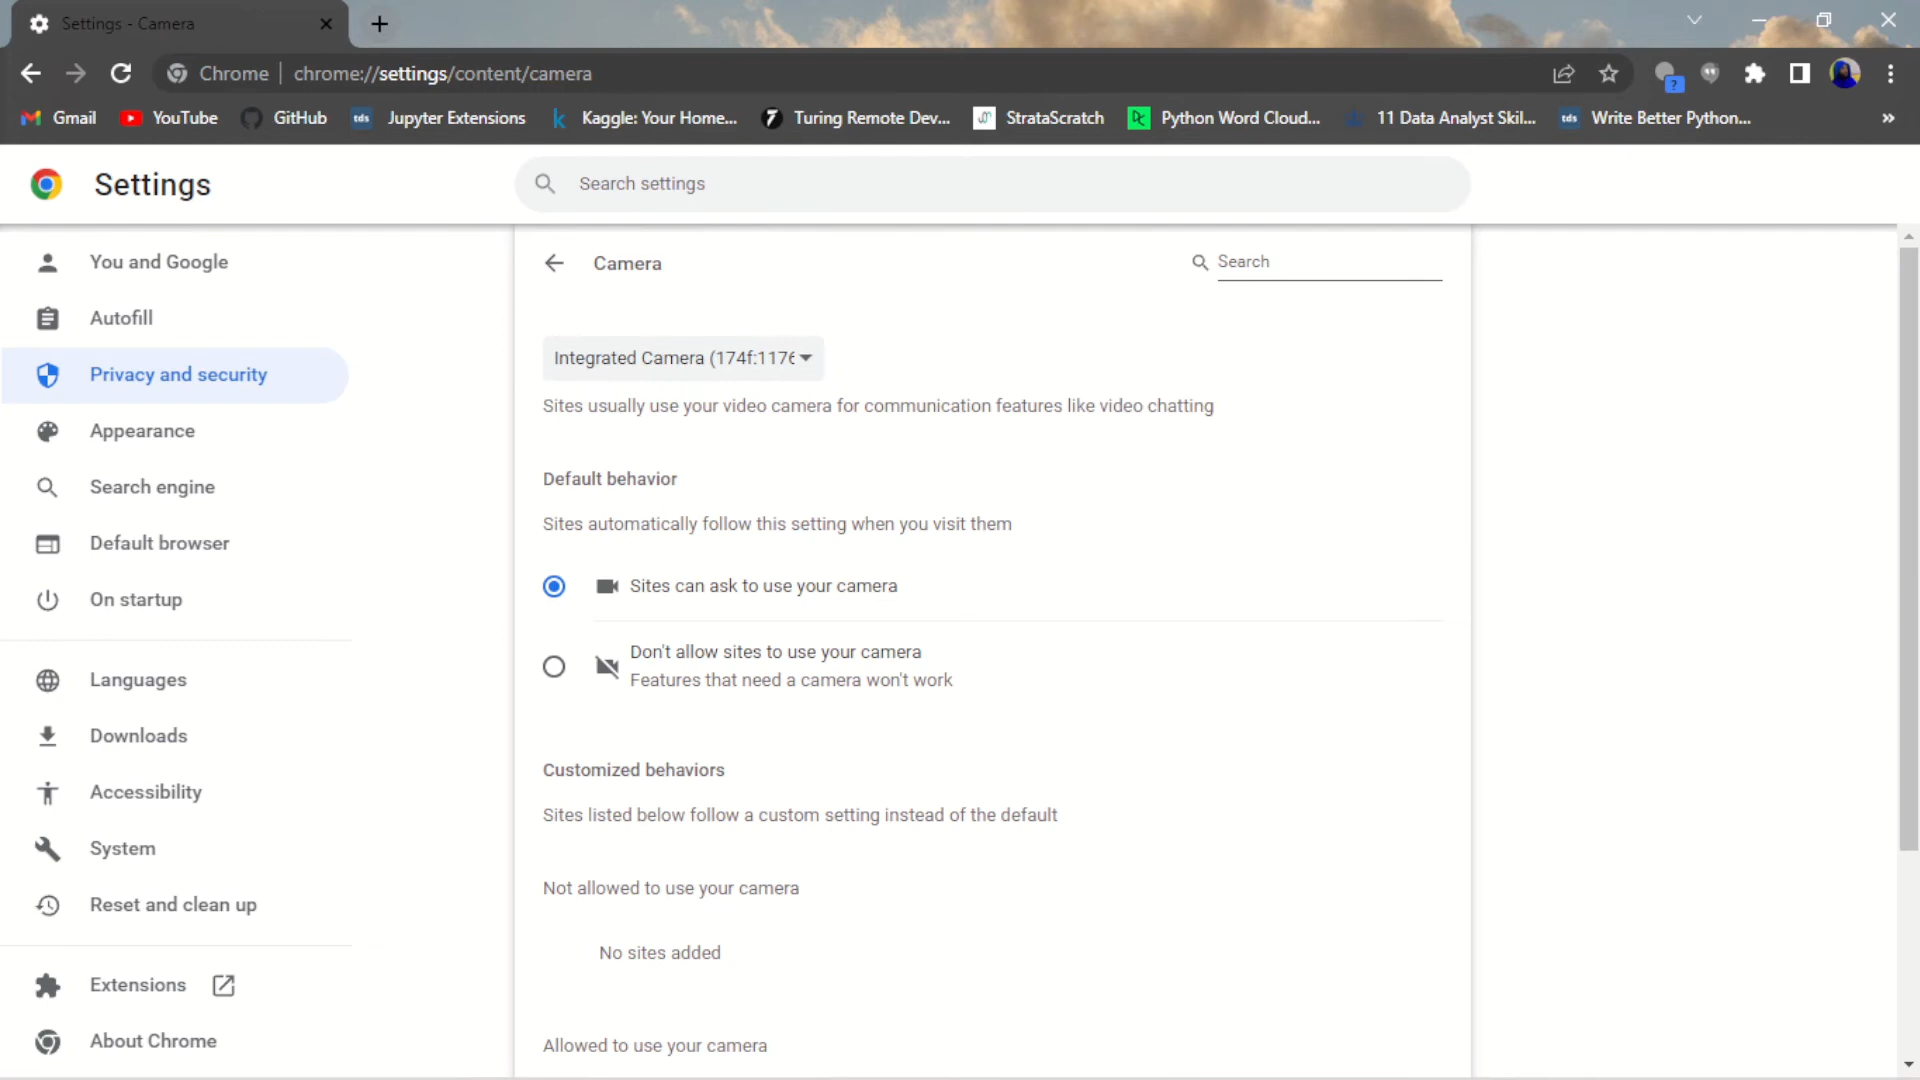 Settings - Camera
Chrome | chrome://settings/content/camera
Gmail YouTube GitHub tds Jupyter Extensions k Kaggle: Your Home... Turing Remote Dev... StrataScratch Python Word Cloud... 11 Data Analyst Skil... tds Write Better Python... »
Settings
Search settings
You and Google
Autofill
Privacy and security
Appearance
Search engine
Default browser
On startup
Languages
Downloads
Accessibility
System
Reset and clean up
Extensions
About Chrome
Camera
Search
Integrated Camera (174f:1176
Sites usually use your video camera for communication features like video chatting
Default behavior
Sites automatically follow this setting when you visit them
Sites can ask to use your camera
Don't allow sites to use your camera
Features that need a camera won't work
Customized behaviors
Sites listed below follow a custom setting instead of the default
Not allowed to use your camera
No sites added
Allowed to use your camera